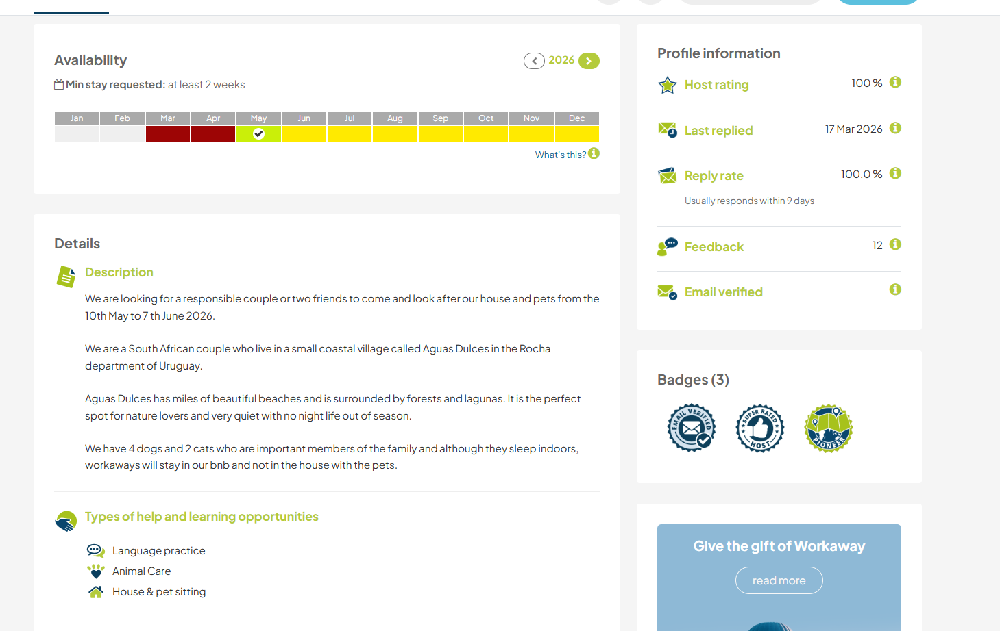 Availability
2026
Min stay requested: at least 2 weeks
Jan Feb Mar Apr May Jun Jul Aug Sep Oct Nov Dec
What's this?
Details
Description
We are looking for a responsible couple or two friends to come and look after our house and pets from the
10th May to 7 th June 2026.
We are a South African couple who live in a small coastal village called Aguas Dulces in the Rocha
department of Uruguay.
Aguas Dulces has miles of beautiful beaches and is surrounded by forests and lagunas. It is the perfect
spot for nature lovers and very quiet with no night life out of season.
We have 4 dogs and 2 cats who are important members of the family and although they sleep indoors,
workaways will stay in our bnb and not in the house with the pets.
Types of help and learning opportunities
Language practice
Animal Care
House & pet sitting
Profile information
Host rating 100 %
Last replied 17 Mar 2026
Reply rate 100.0 %
Usually responds within 9 days
Feedback 12
Email verified
Badges (3)
EMAIL VERIFIED
SUPER RATED HOST
PIONEER
Give the gift of Workaway
read more